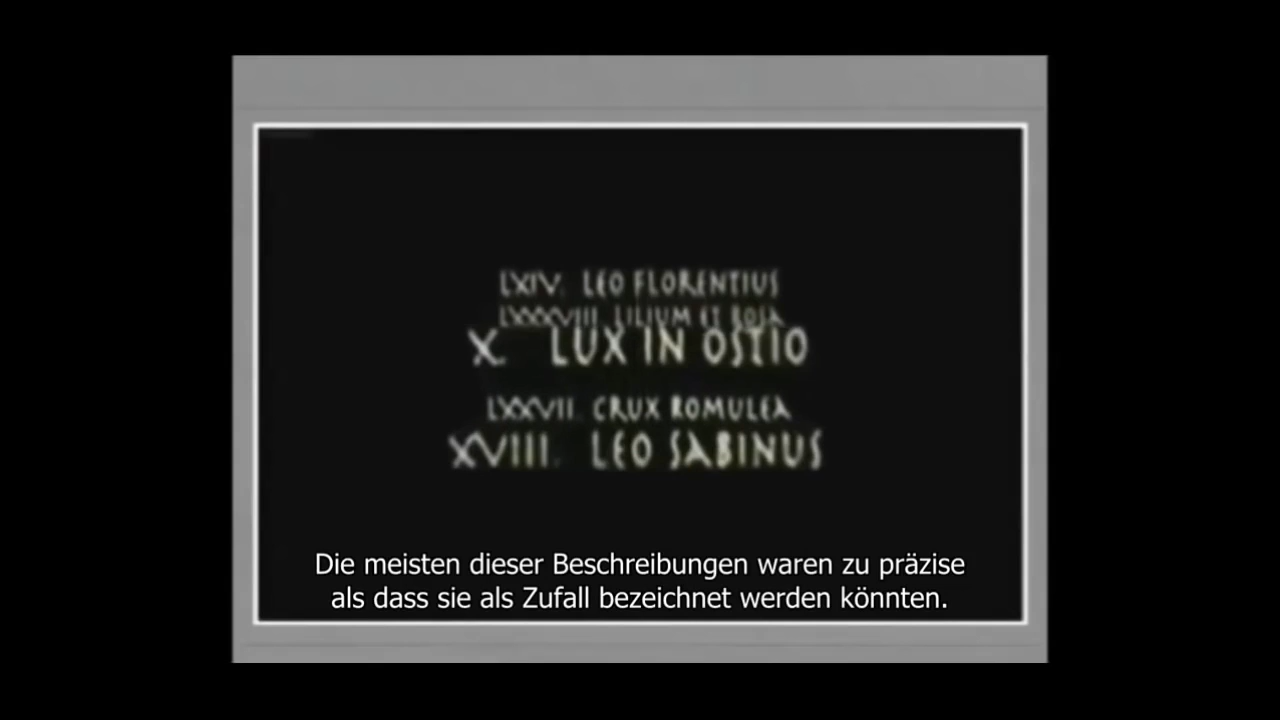 LXIV. LEO FLORENTIUS
LXXXVIII. LILIUM ET ROSA
X. LUX IN OSTIO
LXXVII. CRUX ROMULEA
XVIII. LEO SABINUS
Die meisten dieser Beschreibungen waren zu präzise
als dass sie als Zufall bezeichnet werden könnten.